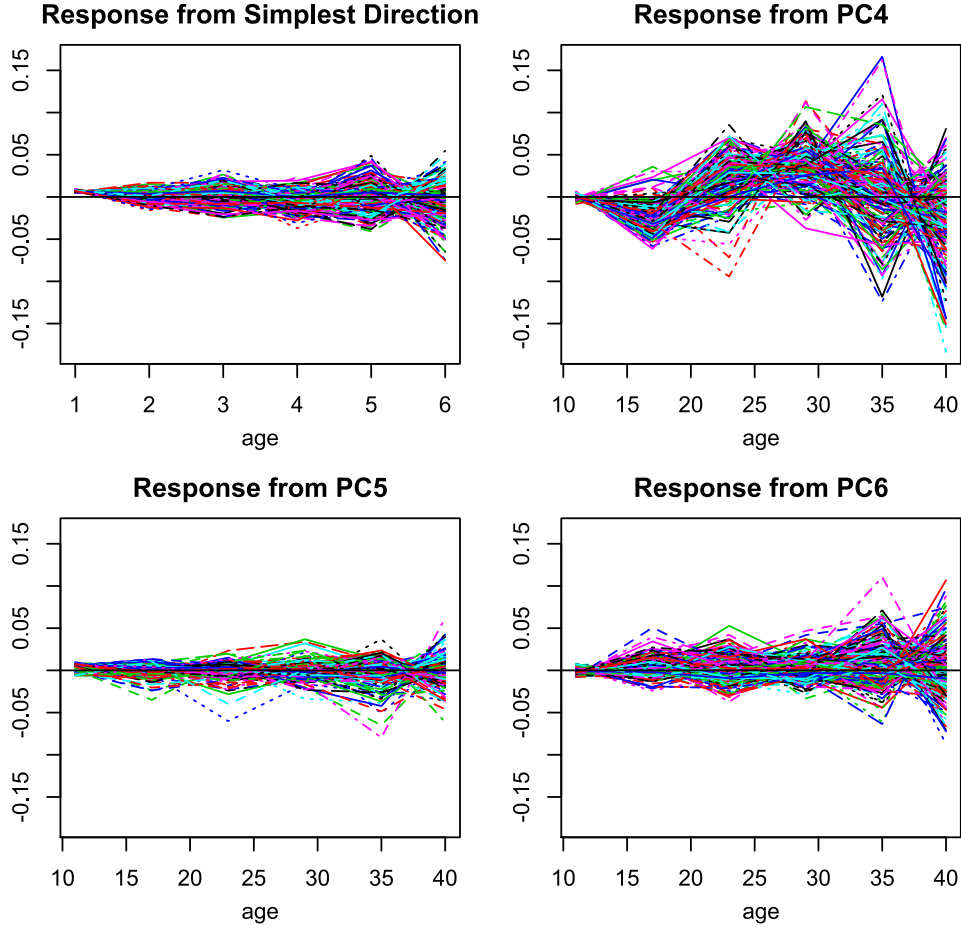 Response from Simplest Direction
0.15
0.05
-0.05
-0.15
1 2 3 4 5 6
age
Response from PC4
0.15
0.05
-0.05
-0.15
10 15 20 25 30 35 40
age
Response from PC5
0.15
0.05
-0.05
-0.15
10 15 20 25 30 35 40
age
Response from PC6
0.15
0.05
-0.05
-0.15
10 15 20 25 30 35 40
age